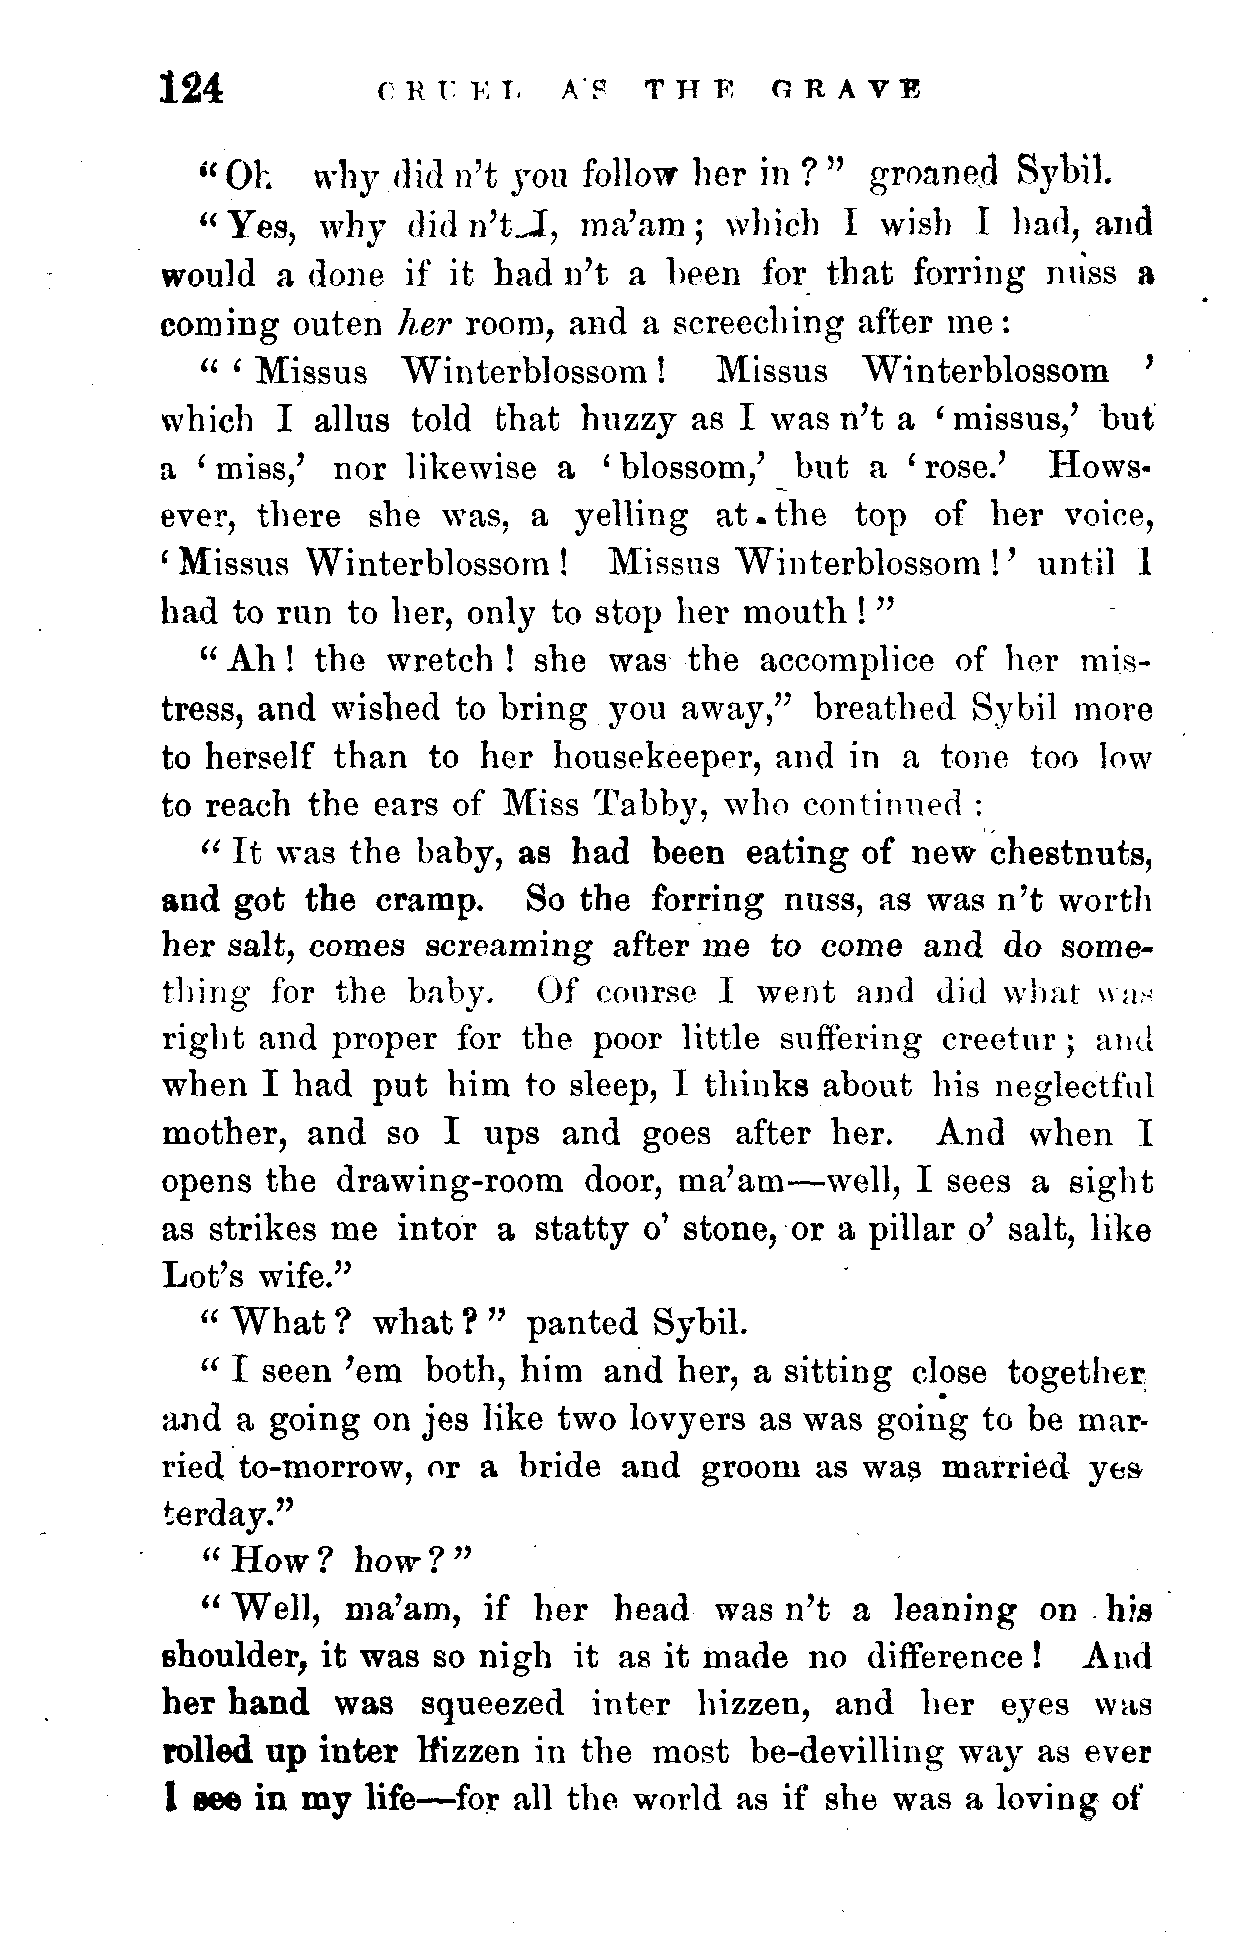 124 CRUEL AS THE GRAVE
“Oh why did n't you follow her in?” groaned Sybil.
“Yes, why did n't I, ma'am; which I wish I had, and
would a done if it had n't a been for that forring nuss a
coming outen her room, and a screeching after me:
“‘Missus Winterblossom! Missus Winterblossom ’
which I allus told that huzzy as I was n't a ‘missus,’ but
a ‘miss,’ nor likewise a ‘blossom,’ but a ‘rose.’ Hows-
ever, there she was, a yelling at the top of her voice,
‘Missus Winterblossom! Missus Winterblossom!’ until I
had to run to her, only to stop her mouth!”
“Ah! the wretch! she was the accomplice of her mis-
tress, and wished to bring you away,” breathed Sybil more
to herself than to her housekeeper, and in a tone too low
to reach the ears of Miss Tabby, who continued:
“It was the baby, as had been eating of new chestnuts,
and got the cramp. So the forring nuss, as was n't worth
her salt, comes screaming after me to come and do some-
thing for the baby. Of course I went and did what was
right and proper for the poor little suffering creetur; and
when I had put him to sleep, I thinks about his neglectful
mother, and so I ups and goes after her. And when I
opens the drawing-room door, ma'am—well, I sees a sight
as strikes me intor a statty o' stone, or a pillar o' salt, like
Lot's wife.”
“What? what?” panted Sybil.
“I seen 'em both, him and her, a sitting close together
and a going on jes like two lovyers as was going to be mar-
ried to-morrow, or a bride and groom as was married yes
terday.”
“How? how?”
“Well, ma'am, if her head was n't a leaning on his
shoulder, it was so nigh it as it made no difference! And
her hand was squeezed inter hizzen, and her eyes was
rolled up inter hizzen in the most be-devilling way as ever
I see in my life—for all the world as if she was a loving of